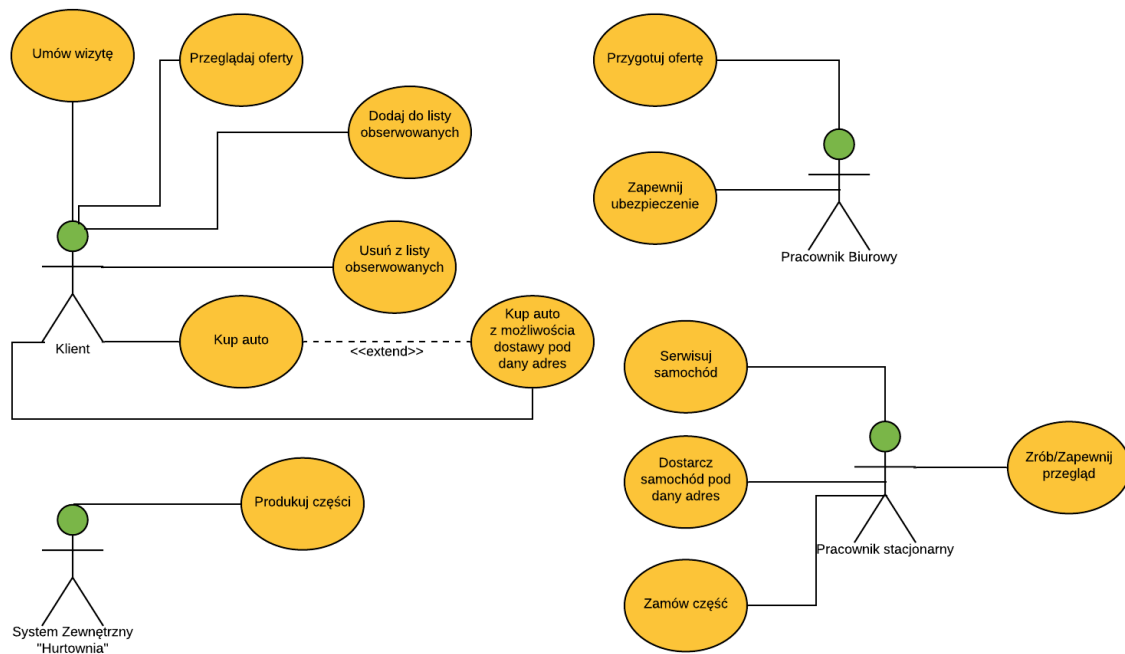 Umów wizytę
Przeglądaj oferty
Dodaj do listy
obserwowanych
Usuń z listy
obserwowanych
Kup auto
<<extend>>
Kup auto
z możliwościa
dostawy pod
dany adres
Klient
Produkuj części
System Zewnętrzny
"Hurtownia"
Przygotuj ofertę
Zapewnij
ubezpieczenie
Pracownik Biurowy
Serwisuj
samochód
Dostarcz
samochód pod
dany adres
Zrób/Zapewnij
przegląd
Pracownik stacjonarny
Zamów część